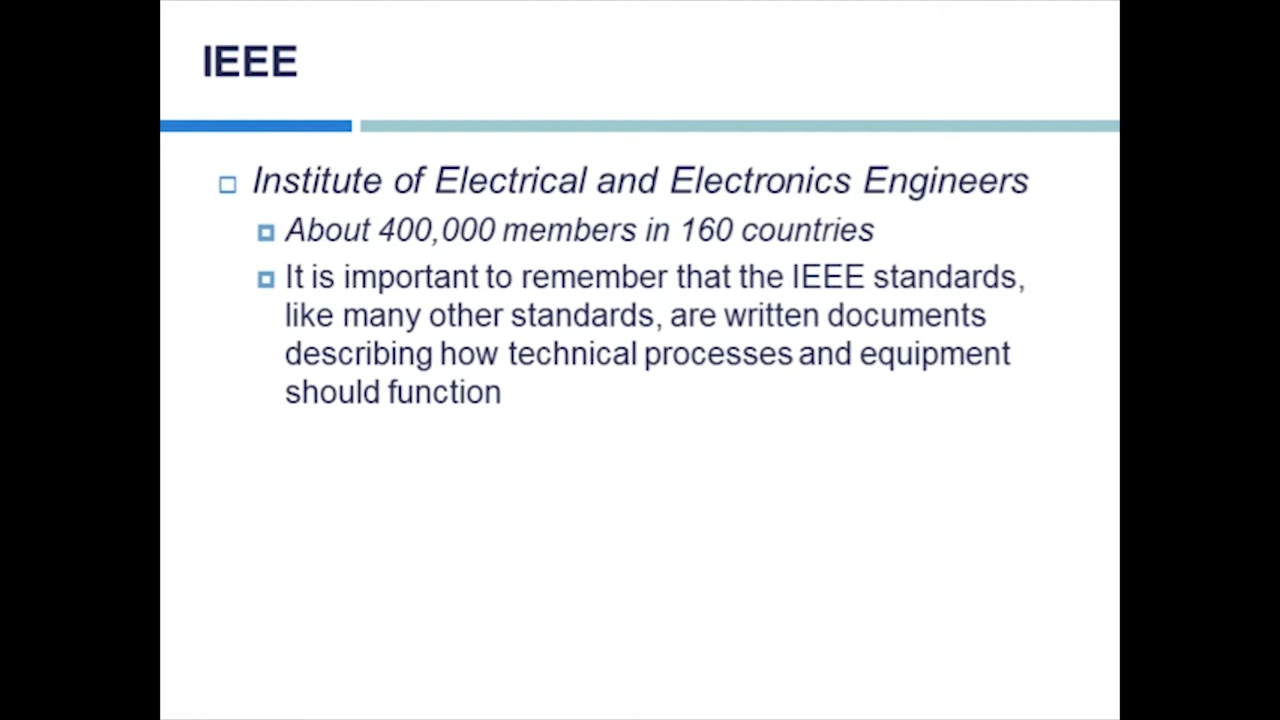 IEEE
Institute of Electrical and Electronics Engineers
About 400,000 members in 160 countries
It is important to remember that the IEEE standards,
like many other standards, are written documents
describing how technical processes and equipment
should function